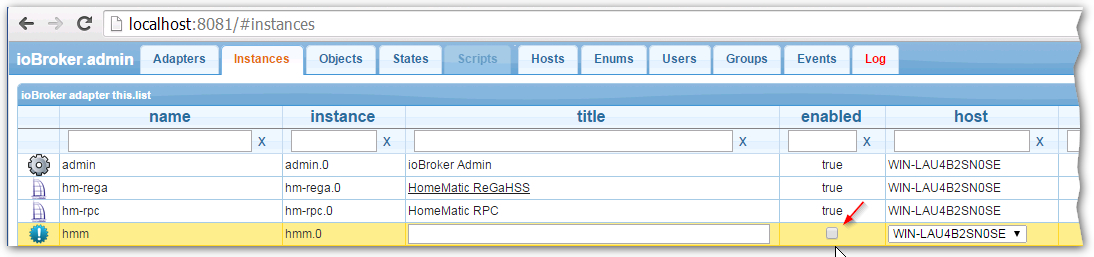 localhost:8081/#instances
ioBroker.admin Adapters Instances Objects States Scripts Hosts Enums Users Groups Events Log
ioBroker adapter this.list
name instance title enabled host
X X X X X
admin admin.0 ioBroker Admin true WIN-LAU4B2SN0SE
hm-rega hm-rega.0 HomeMatic ReGaHSS true WIN-LAU4B2SN0SE
hm-rpc hm-rpc.0 HomeMatic RPC true WIN-LAU4B2SN0SE
hmm hmm.0 WIN-LAU4B2SN0SE